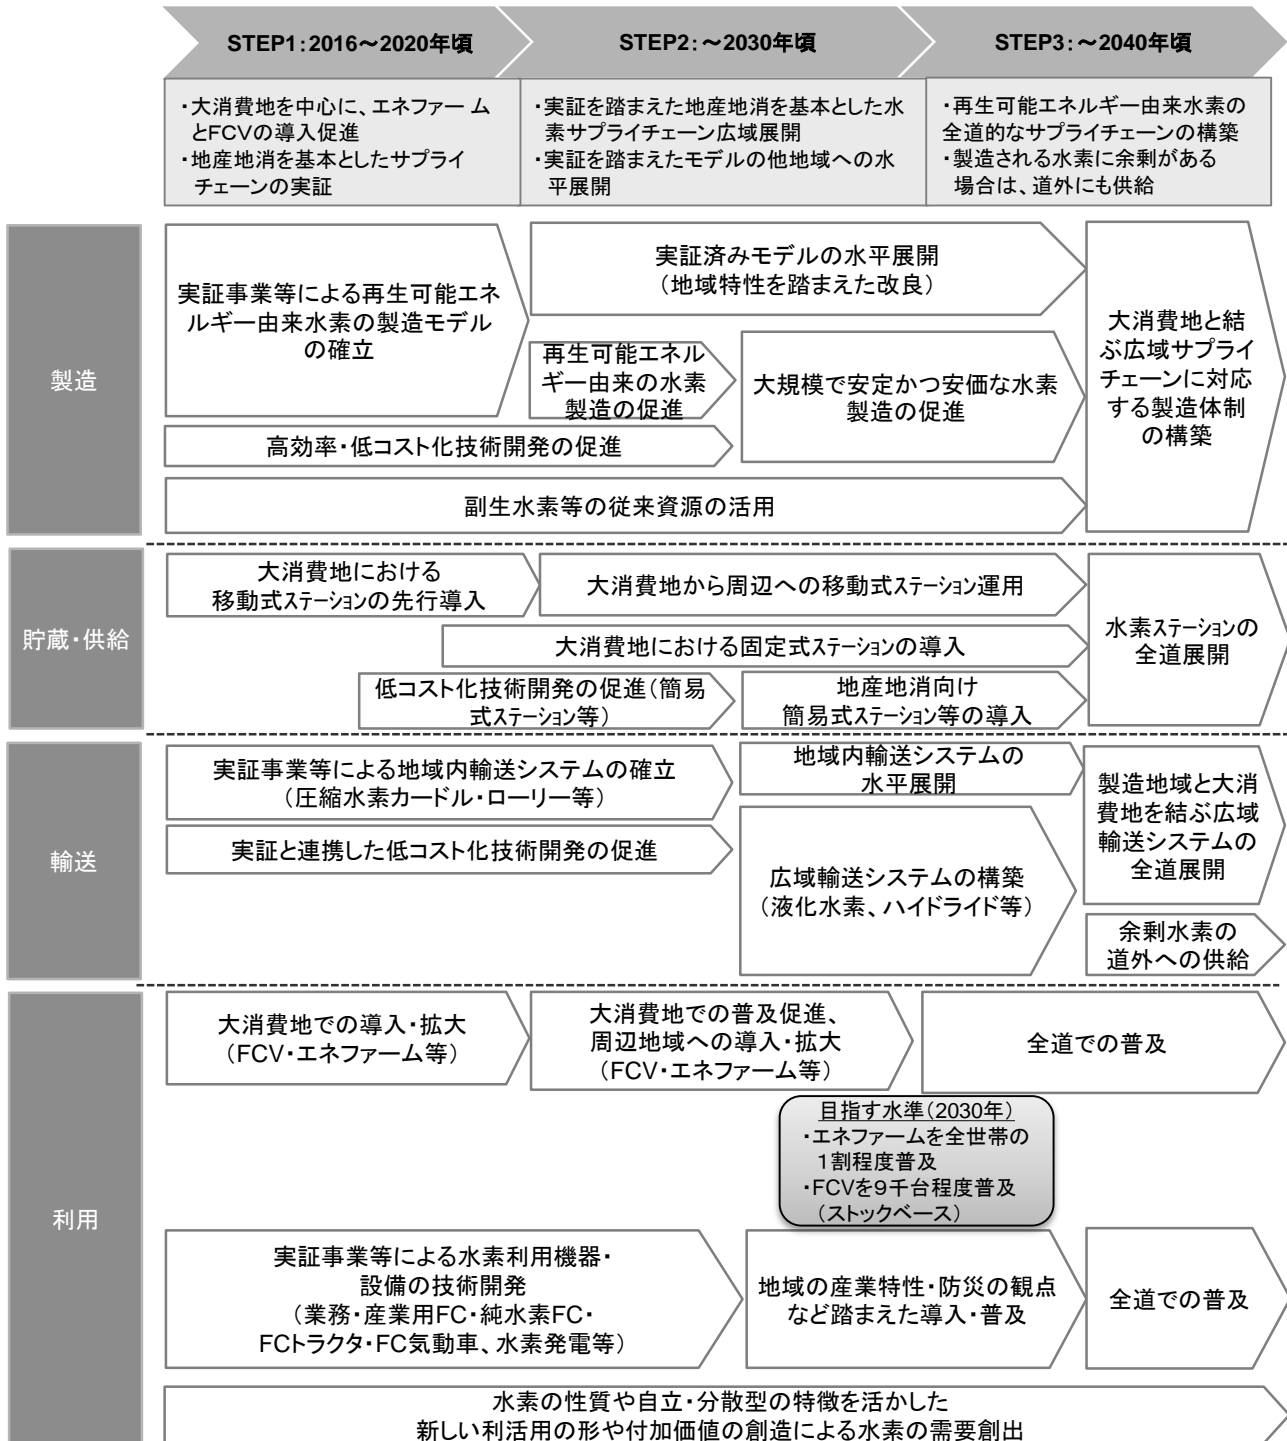 STEP1：2016～2020年頃
STEP2：～2030年頃
STEP3：～2040年頃
・大消費地を中心に、エネファームとFCVの導入促進
・地産地消を基本としたサプライチェーンの実証
・実証を踏まえた地産地消を基本とした水素サプライチェーン広域展開
・実証を踏まえたモデルの他地域への水平展開
・再生可能エネルギー由来水素の全道的なサプライチェーンの構築
・製造される水素に余剰がある場合は、道外にも供給
製造
実証事業等による再生可能エネ
ルギー由来水素の製造モデル
の確立
実証済みモデルの水平展開
（地域特性を踏まえた改良）
再生可能エネル
ギー由来の水素
製造の促進
大規模で安定かつ安価な水素
製造の促進
高効率・低コスト化技術開発の促進
副生水素等の従来資源の活用
大消費地と結
ぶ広域サプライ
チェーンに対応
する製造体制
の構築
貯蔵・供給
大消費地における
移動式ステーションの先行導入
大消費地から周辺への移動式ステーション運用
大消費地における固定式ステーションの導入
低コスト化技術開発の促進（簡易
式ステーション等）
地産地消向け
簡易式ステーション等の導入
水素ステーションの
全道展開
輸送
実証事業等による地域内輸送システムの確立
（圧縮水素カードル・ローリー等）
地域内輸送システムの
水平展開
実証と連携した低コスト化技術開発の促進
広域輸送システムの構築
（液化水素、ハイドライド等）
製造地域と大消
費地を結ぶ広域
輸送システムの
全道展開
余剰水素の
道外への供給
利用
大消費地での導入・拡大
（FCV・エネファーム等）
大消費地での普及促進、
周辺地域への導入・拡大
（FCV・エネファーム等）
全道での普及
目指す水準（2030年）
・エネファームを全世帯の
１割程度普及
・FCVを９千台程度普及
（ストックベース）
実証事業等による水素利用機器・
設備の技術開発
（業務・産業用FC・純水素FC・
FCトラクタ・FC気動車、水素発電等）
地域の産業特性・防災の観点
など踏まえた導入・普及
全道での普及
水素の性質や自立・分散型の特徴を活かした
新しい利活用の形や付加価値の創造による水素の需要創出